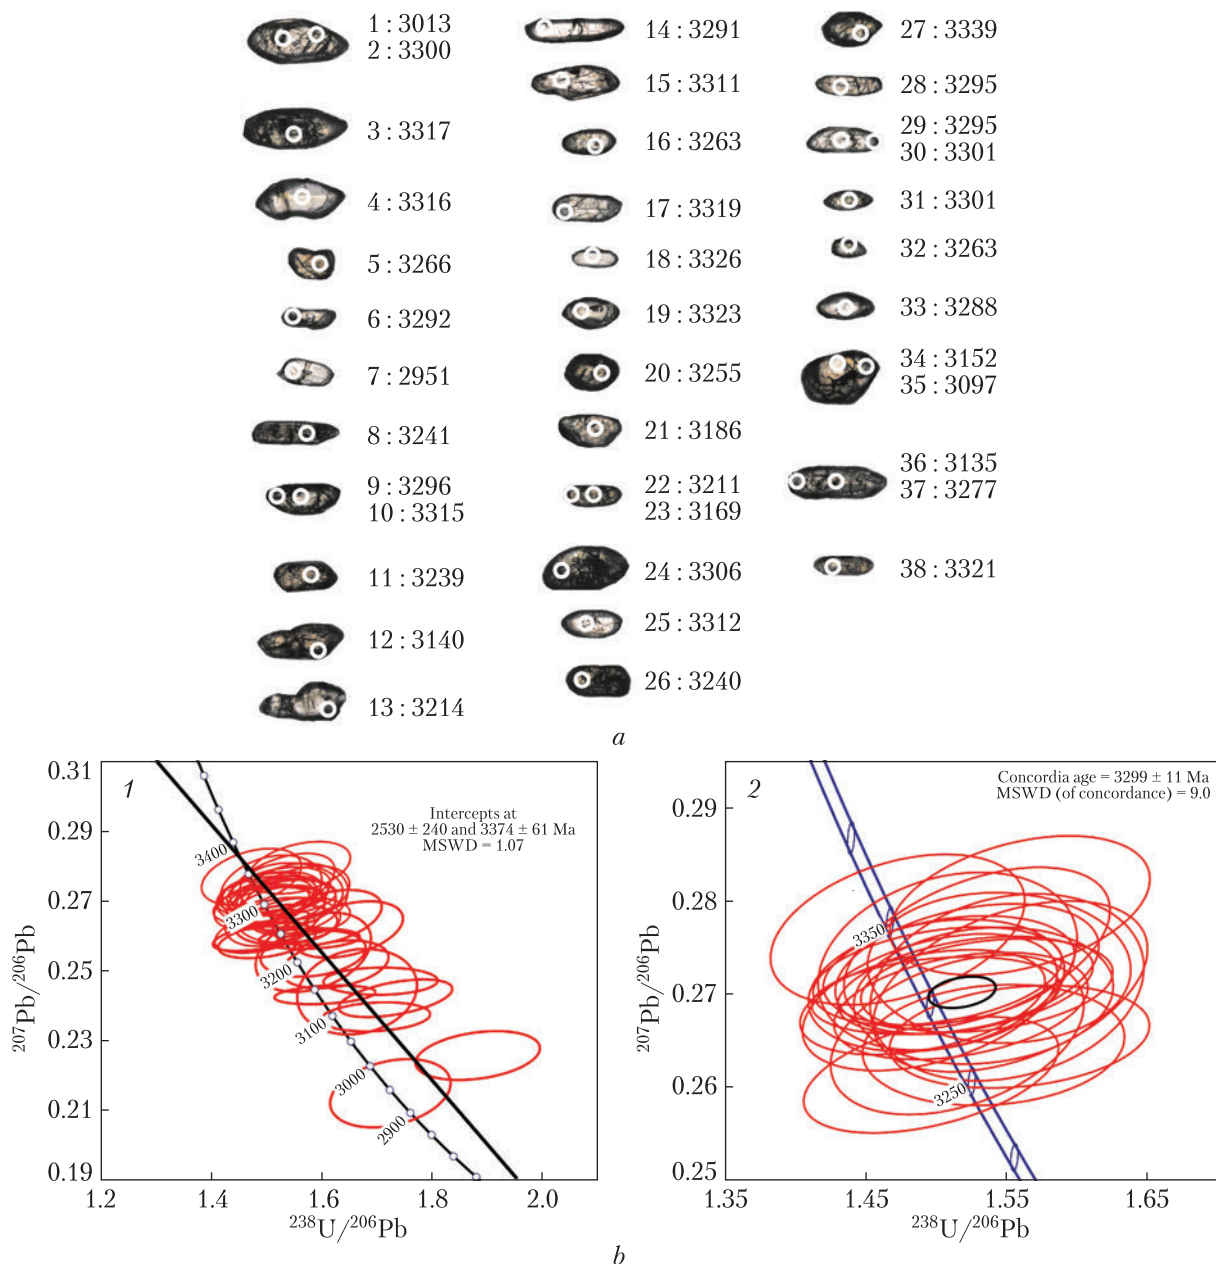 1 : 3013
2 : 3300
3 : 3317
4 : 3316
5 : 3266
6 : 3292
7 : 2951
8 : 3241
9 : 3296
10 : 3315
11 : 3239
12 : 3140
13 : 3214
14 : 3291
15 : 3311
16 : 3263
17 : 3319
18 : 3326
19 : 3323
20 : 3255
21 : 3186
22 : 3211
23 : 3169
24 : 3306
25 : 3312
26 : 3240
27 : 3339
28 : 3295
29 : 3295
30 : 3301
31 : 3301
32 : 3263
33 : 3288
34 : 3152
35 : 3097
36 : 3135
37 : 3277
38 : 3321
a
1
Intercepts at
2530 ± 240 and 3374 ± 61 Ma
MSWD = 1.07
0.31
0.29
0.27
0.25
0.23
0.21
0.19
207Pb/206Pb
3400
3300
3200
3100
3000
2900
1.2
1.4
1.6
1.8
2.0
238U/206Pb
2
Concordia age = 3299 ± 11 Ma
MSWD (of concordance) = 9.0
0.29
0.28
0.27
0.26
0.25
207Pb/206Pb
3350
3250
1.35
1.45
1.55
1.65
238U/206Pb
b